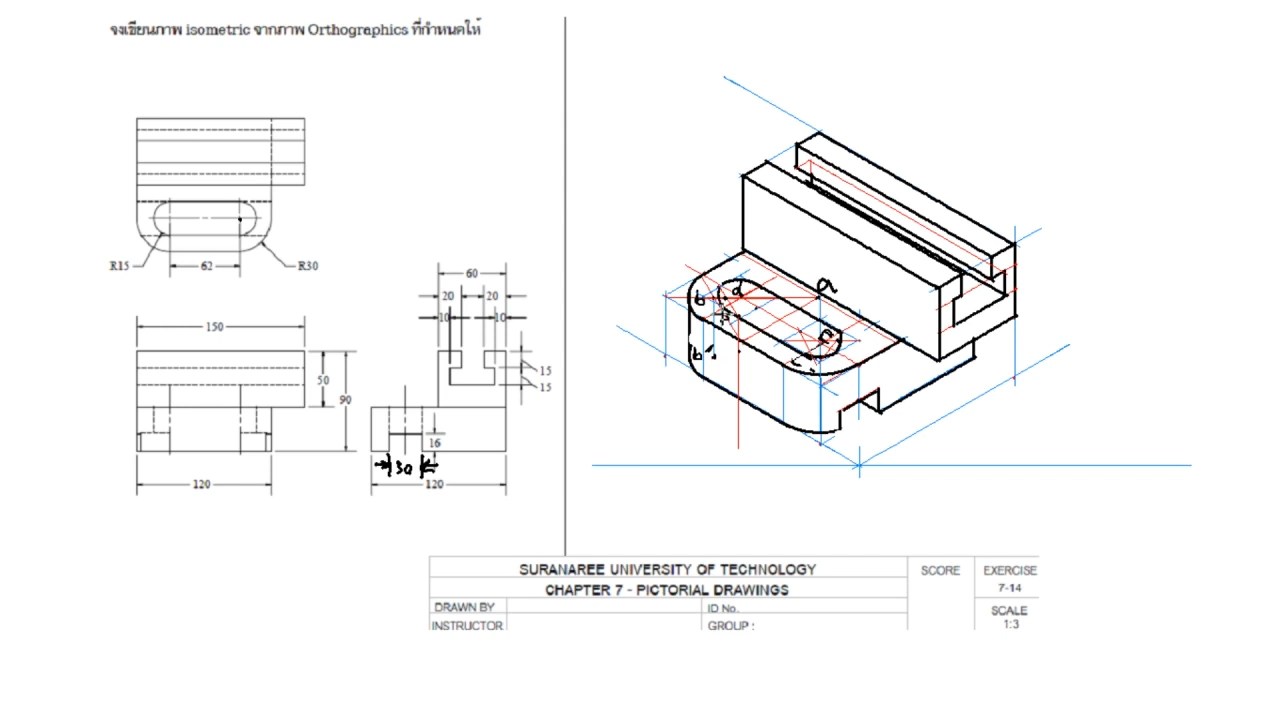 จงเขียนภาพ isometric จากภาพ Orthographics ที่กำหนดให้
R15
62
R30
60
20
20
10
10
150
50
90
15
15
16
30
120
120
a
b
d
c
b'
SURANAREE UNIVERSITY OF TECHNOLOGY
CHAPTER 7 - PICTORIAL DRAWINGS
SCORE
EXERCISE
7-14
DRAWN BY
ID No.
SCALE
INSTRUCTOR
GROUP :
1:3